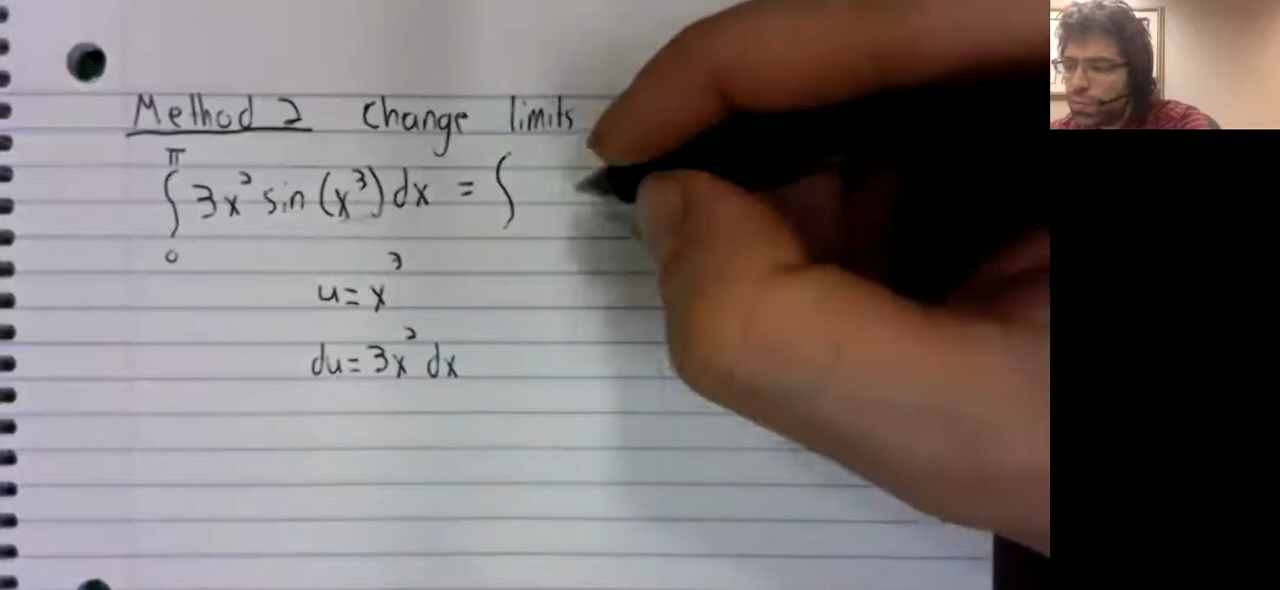 Method 2 Change limits
∫₀^π 3x² sin(x³) dx = ∫
u = x³
du = 3x² dx